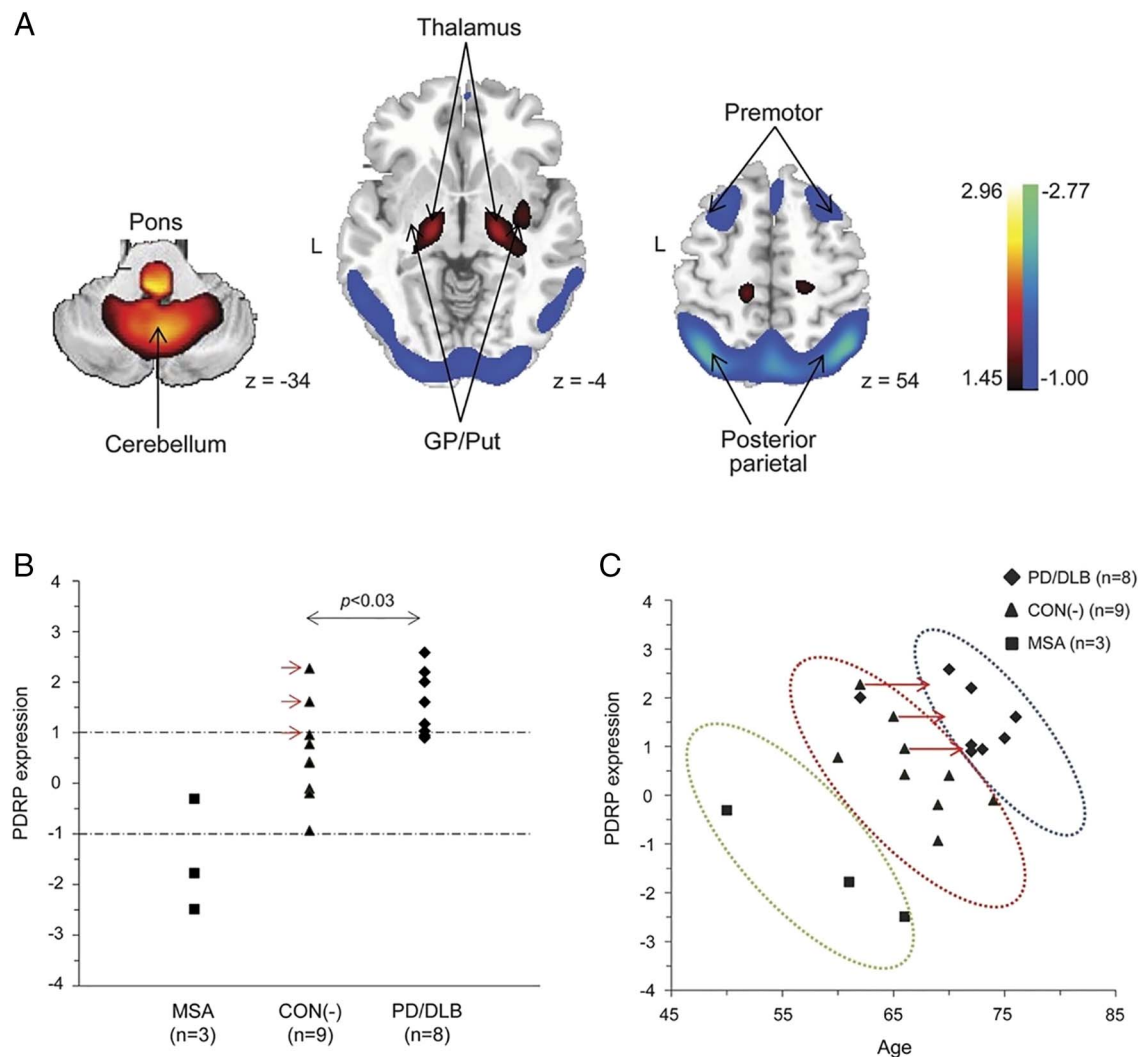 A
Thalamus
Premotor
Pons
L
L
2.96
-2.77
z = -34
z = -4
z = 54
1.45
-1.00
Cerebellum
GP/Put
Posterior
parietal
B
4
3
2
1
0
-1
-2
-3
-4
PDRP expression
p<0.03
MSA
(n=3)
CON(-)
(n=9)
PD/DLB
(n=8)
C
PD/DLB (n=8)
CON(-) (n=9)
MSA (n=3)
4
3
2
1
0
-1
-2
-3
-4
PDRP expression
45
55
65
75
85
Age